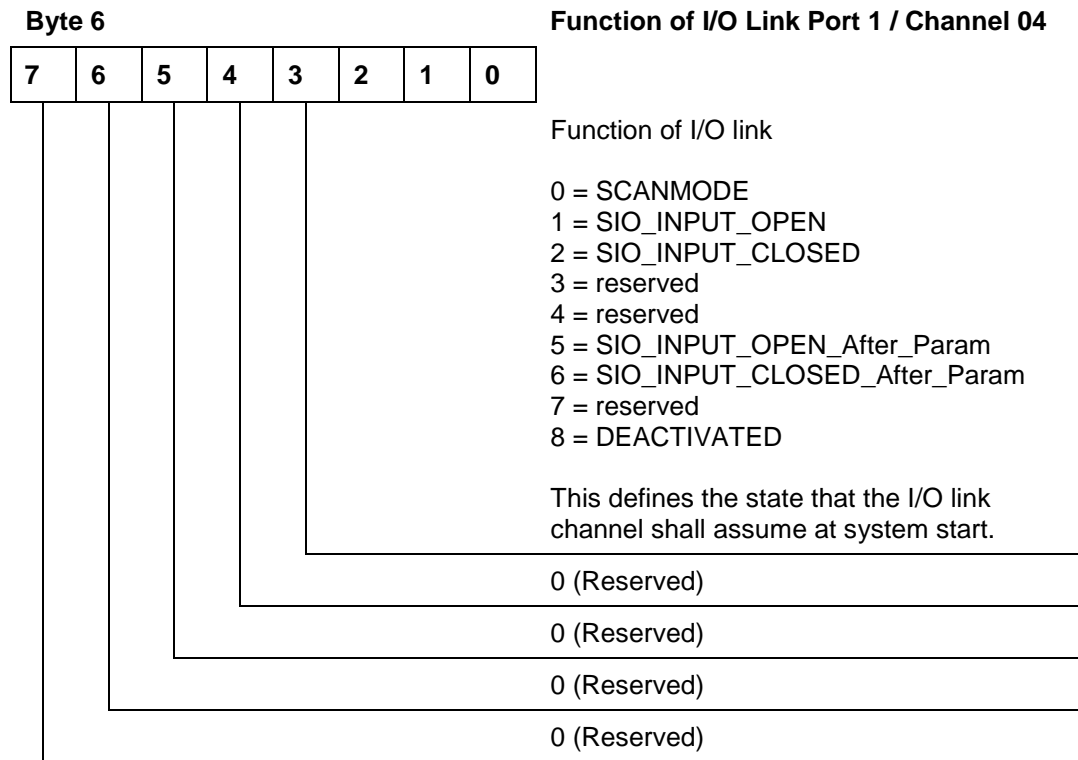 Byte 6
Function of I/O Link Port 1 / Channel 04
7 6 5 4 3 2 1 0
Function of I/O link
0 = SCANMODE
1 = SIO_INPUT_OPEN
2 = SIO_INPUT_CLOSED
3 = reserved
4 = reserved
5 = SIO_INPUT_OPEN_After_Param
6 = SIO_INPUT_CLOSED_After_Param
7 = reserved
8 = DEACTIVATED
This defines the state that the I/O link
channel shall assume at system start.
0 (Reserved)
0 (Reserved)
0 (Reserved)
0 (Reserved)